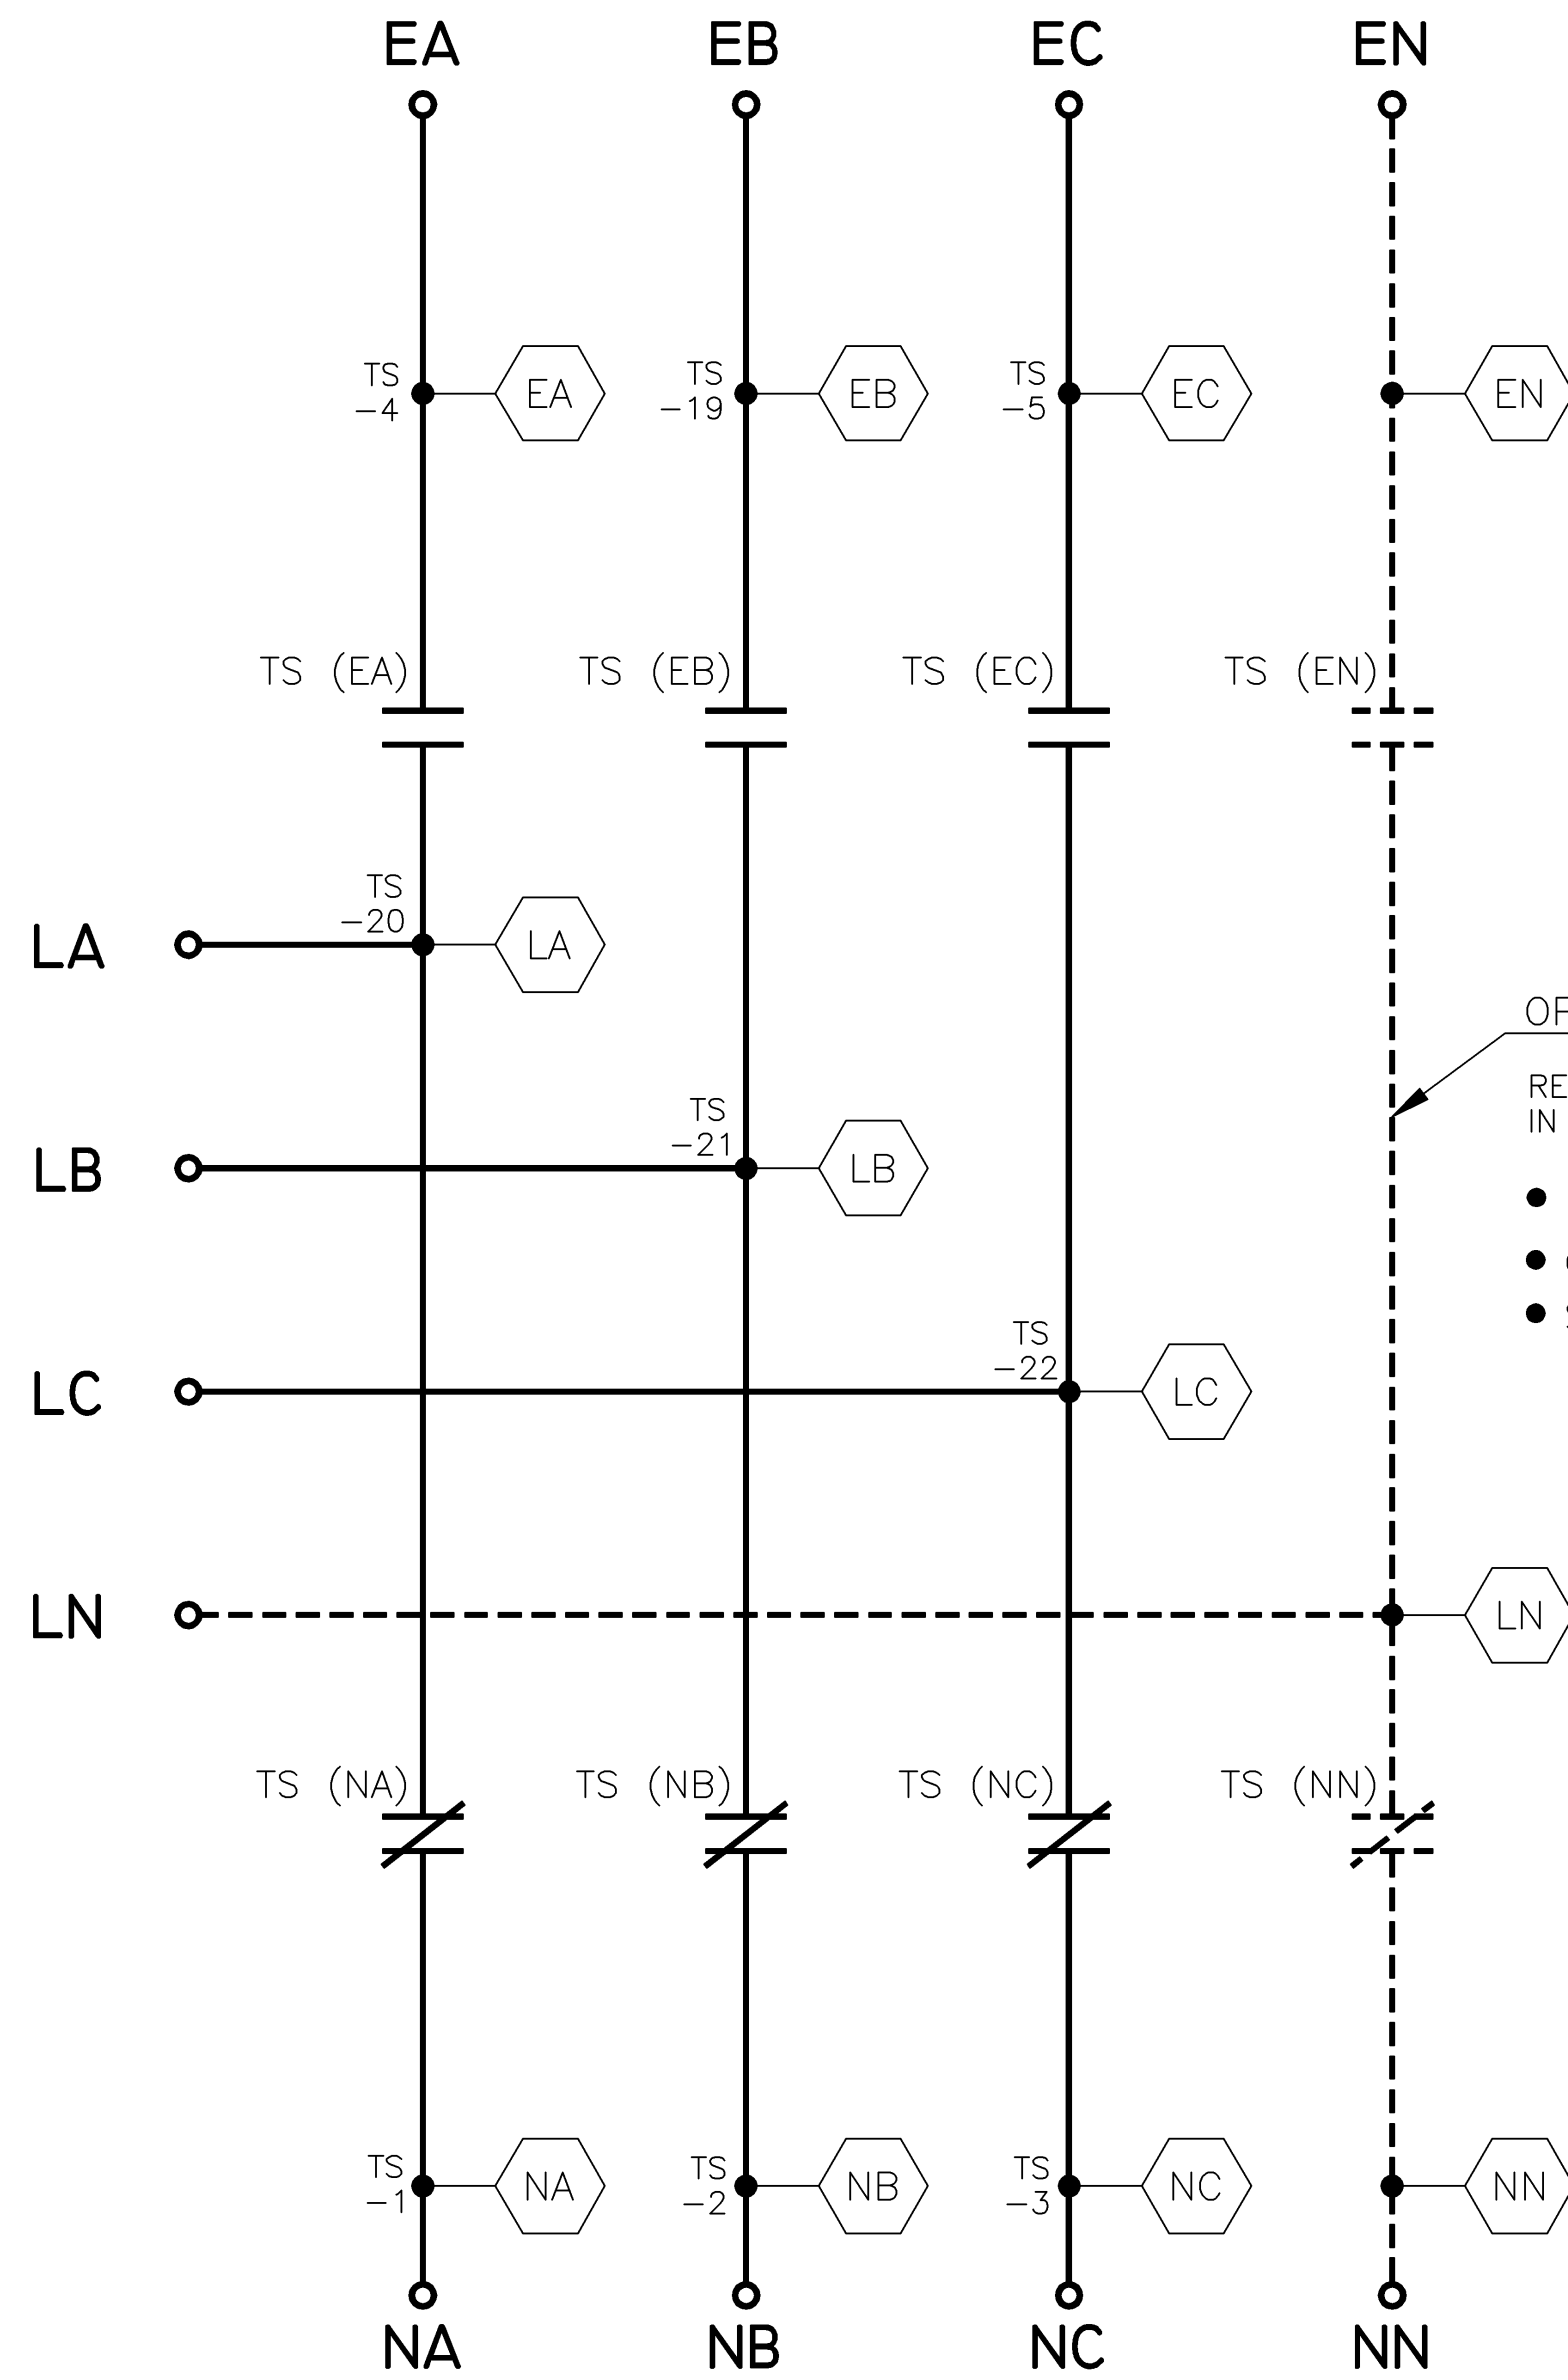 EA EB EC EN
TS TS TS
-4 EA -19 EB -5 EC EN
TS (EA) TS (EB) TS (EC) TS (EN)
TS
-20
LA LA
OF
RE
IN
TS
-21
LB LB
TS
-22
LC LC
LN LN
TS (NA) TS (NB) TS (NC) TS (NN)
TS TS TS
-1 NA -2 NB -3 NC NN
NA NB NC NN